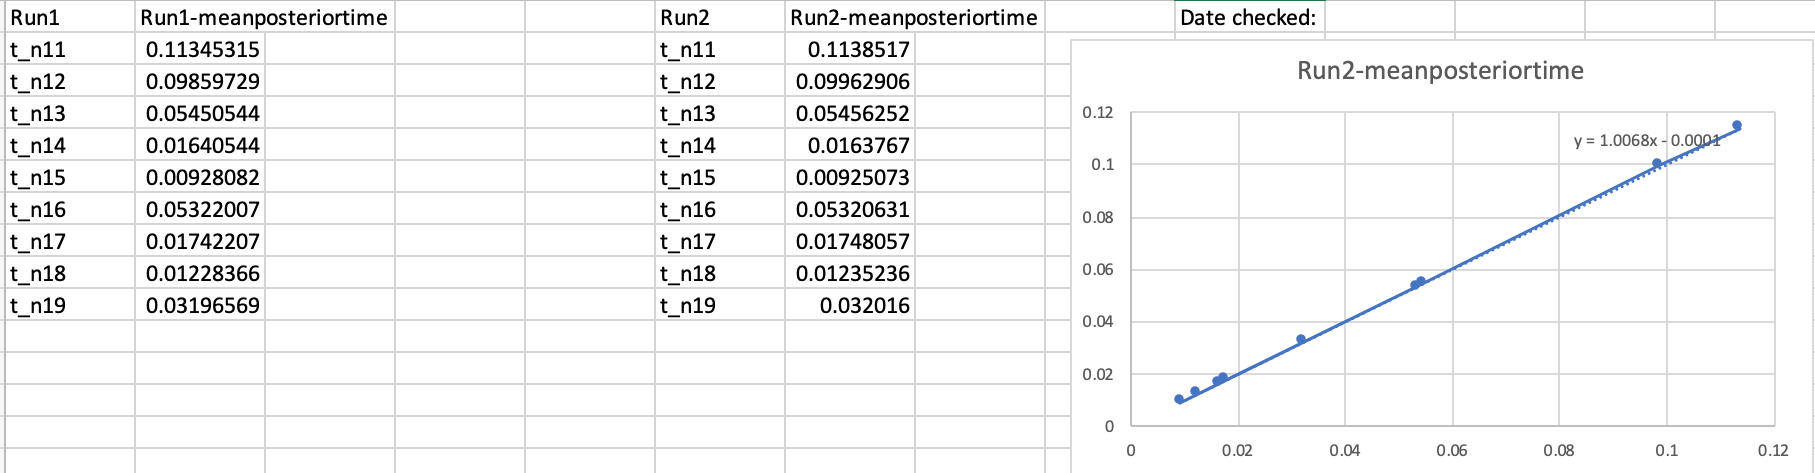 Run1 Run1-meanposteriortime Run2 Run2-meanposteriortime Date checked:
t_n11 0.11345315 t_n11 0.1138517
t_n12 0.09859729 t_n12 0.09962906
t_n13 0.05450544 t_n13 0.05456252
t_n14 0.01640544 t_n14 0.0163767
t_n15 0.00928082 t_n15 0.00925073
t_n16 0.05322007 t_n16 0.05320631
t_n17 0.01742207 t_n17 0.01748057
t_n18 0.01228366 t_n18 0.01235236
t_n19 0.03196569 t_n19 0.032016
Run2-meanposteriortime
0.12
y = 1.0068x - 0.0001
0.1
0.08
0.06
0.04
0.02
0
0 0.02 0.04 0.06 0.08 0.1 0.12